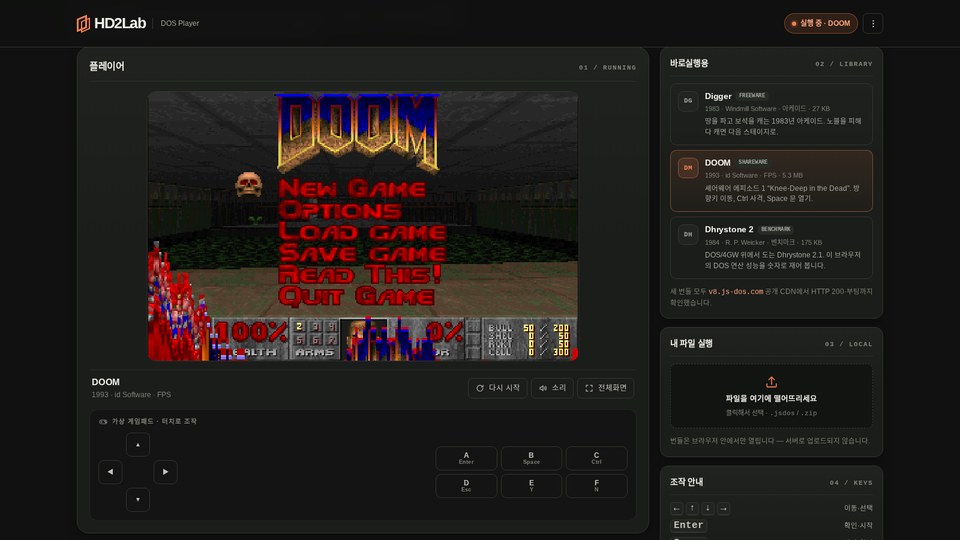 HD2Lab
DOS Player
실행 중 · DOOM
플레이어
01 / RUNNING
DOOM
NEW GAME
OPTIONS
LOAD GAME
SAVE GAME
READ THIS!
QUIT GAME
100%
2 3 4
5 6 7
0%
ARMS
BULL 50 / 200
SHEL 0 / 50
RCKT 0 / 50
CELL 0 / 300
DOOM
1993 · id Software · FPS
다시 시작
소리
전체화면
가상 게임패드 · 터치로 조작
▲
◀
▶
▼
A
Enter
B
Space
C
Ctrl
D
Esc
E
Y
F
N
바로실행용
02 / LIBRARY
DG
Digger FREEWARE
1983 · Windmill Software · 아케이드 · 27 KB
땅을 파고 보석을 캐는 1983년 아케이드. 노블을 피해
다 캐면 다음 스테이지로.
DM
DOOM SHAREWARE
1993 · id Software · FPS · 5.3 MB
셰어웨어 에피소드 1 “Knee-Deep in the Dead”. 방
향키 이동, Ctrl 사격, Space 문 열기.
DH
Dhrystone 2 BENCHMARK
1984 · R. P. Weicker · 벤치마크 · 175 KB
DOS/4GW 위에서 도는 Dhrystone 2.1. 이 브라우저
의 DOS 연산 성능을 숫자로 재어 봅니다.
세 번들 모두 v8.js-dos.com 공개 CDN에서 HTTP 200·부팅까지
확인했습니다.
내 파일 실행
03 / LOCAL
파일을 여기에 떨어뜨리세요
클릭해서 선택 · .jsdos/.zip
번들은 브라우저 안에서만 열립니다 — 서버로 업로드되지 않습니다.
조작 안내
04 / KEYS
← ↑ ↓ →
이동·선택
Enter
확인·시작